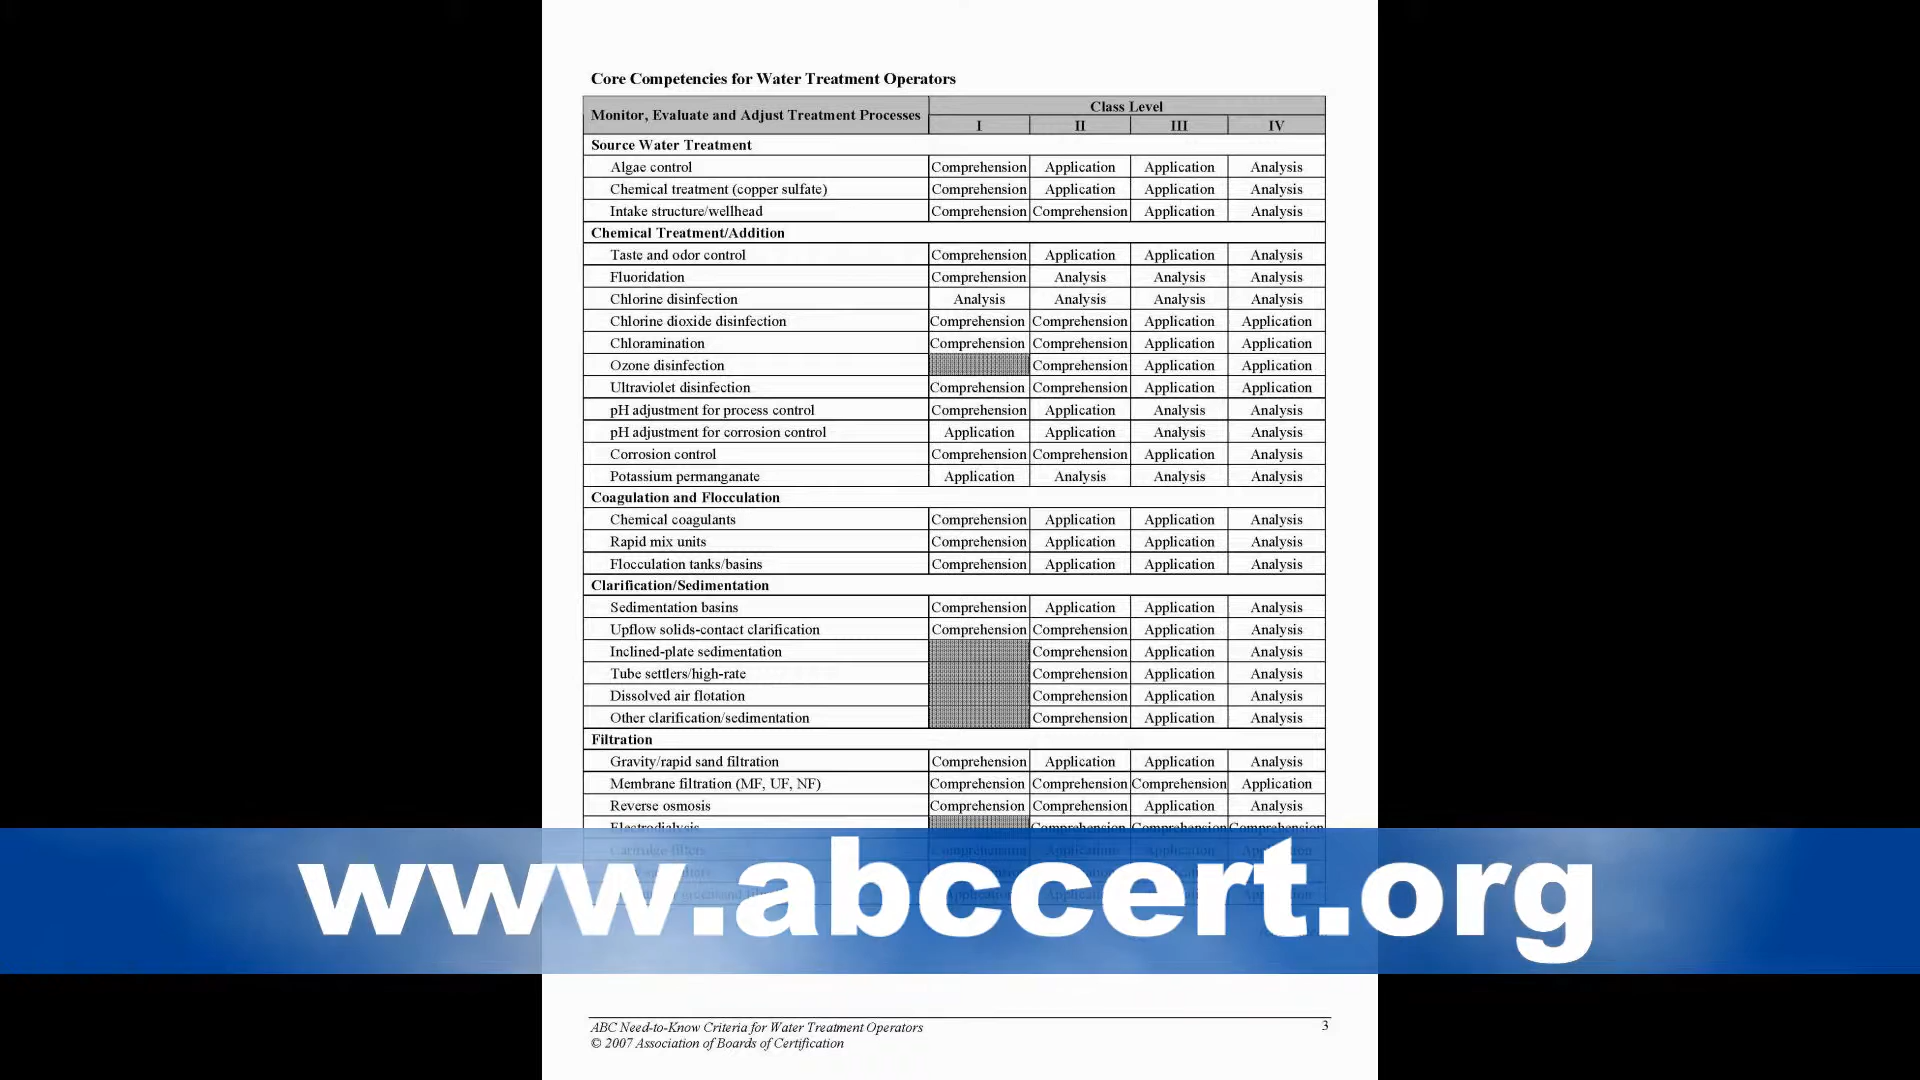 Core Competencies for Water Treatment Operators
Monitor, Evaluate and Adjust Treatment Processes Class Level
I II III IV
Source Water Treatment
Algae control Comprehension Application Application Analysis
Chemical treatment (copper sulfate) Comprehension Application Application Analysis
Intake structure/wellhead Comprehension Comprehension Application Analysis
Chemical Treatment/Addition
Taste and odor control Comprehension Application Application Analysis
Fluoridation Comprehension Analysis Analysis Analysis
Chlorine disinfection Analysis Analysis Analysis Analysis
Chlorine dioxide disinfection Comprehension Comprehension Application Application
Chloramination Comprehension Comprehension Application Application
Ozone disinfection Comprehension Application Application
Ultraviolet disinfection Comprehension Comprehension Application Application
pH adjustment for process control Comprehension Application Analysis Analysis
pH adjustment for corrosion control Application Application Analysis Analysis
Corrosion control Comprehension Comprehension Application Analysis
Potassium permanganate Application Analysis Analysis Analysis
Coagulation and Flocculation
Chemical coagulants Comprehension Application Application Analysis
Rapid mix units Comprehension Application Application Analysis
Flocculation tanks/basins Comprehension Application Application Analysis
Clarification/Sedimentation
Sedimentation basins Comprehension Application Application Analysis
Upflow solids-contact clarification Comprehension Comprehension Application Analysis
Inclined-plate sedimentation Comprehension Application Analysis
Tube settlers/high-rate Comprehension Application Analysis
Dissolved air flotation Comprehension Application Analysis
Other clarification/sedimentation Comprehension Application Analysis
Filtration
Gravity/rapid sand filtration Comprehension Application Application Analysis
Membrane filtration (MF, UF, NF) Comprehension Comprehension Comprehension Application
Reverse osmosis Comprehension Comprehension Application Analysis
Electrodialysis Comprehension Comprehension Comprehension
Cartridge filters Comprehension
www.abccert.org
ABC Need-to-Know Criteria for Water Treatment Operators 3
© 2007 Association of Boards of Certification